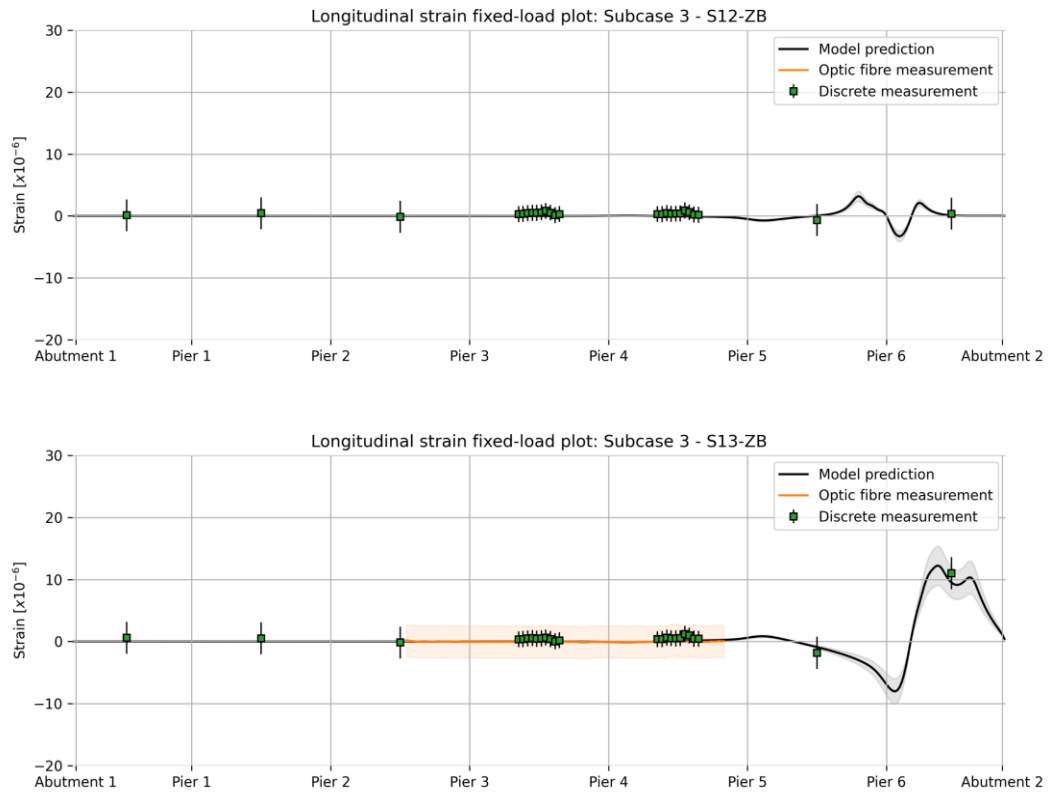 Longitudinal strain fixed-load plot: Subcase 3 - S12-ZB
30
20
10
0
−10
−20
Strain [x10⁻⁶]
Model prediction
Optic fibre measurement
Discrete measurement
Abutment 1 Pier 1 Pier 2 Pier 3 Pier 4 Pier 5 Pier 6 Abutment 2
Longitudinal strain fixed-load plot: Subcase 3 - S13-ZB
30
20
10
0
−10
−20
Strain [x10⁻⁶]
Model prediction
Optic fibre measurement
Discrete measurement
Abutment 1 Pier 1 Pier 2 Pier 3 Pier 4 Pier 5 Pier 6 Abutment 2